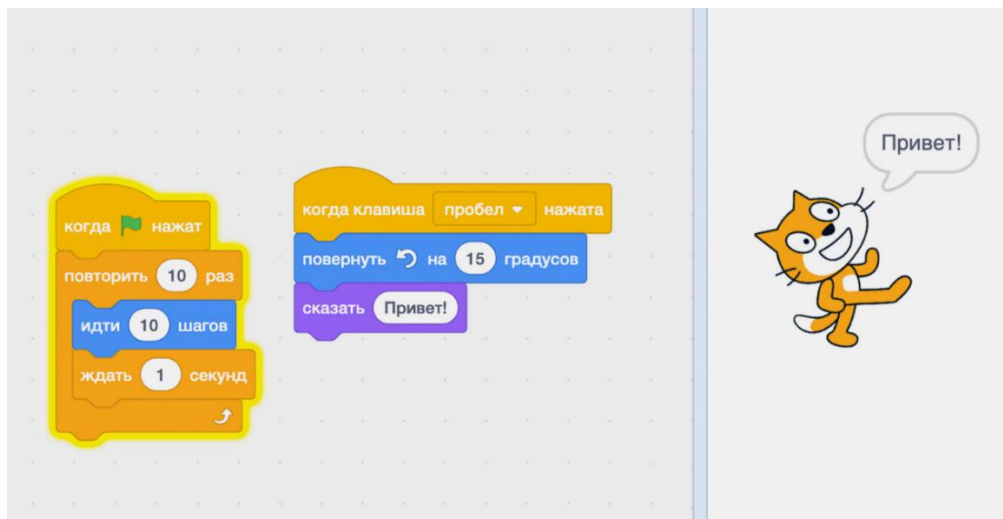 когда нажат
повторить 10 раз
идти 10 шагов
ждать 1 секунд
когда клавиша пробел нажата
повернуть на 15 градусов
сказать Привет!
Привет!